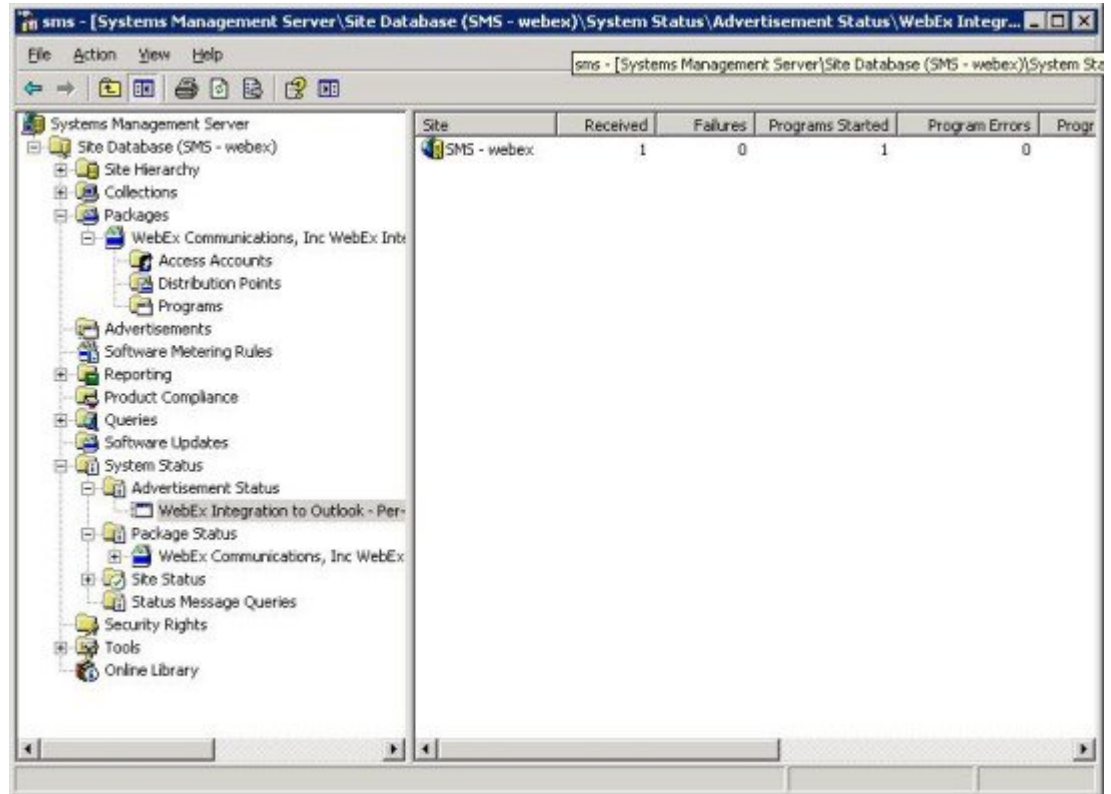 sms - [Systems Management Server\Site Database (SMS - webex)\System Status\Advertisement Status\WebEx Integr...
File Action View Help
sms - [Systems Management Server\Site Database (SMS - webex)\System Sta
Systems Management Server
Site Database (SMS - webex)
Site Hierarchy
Collections
Packages
WebEx Communications, Inc WebEx Inte
Access Accounts
Distribution Points
Programs
Advertisements
Software Metering Rules
Reporting
Product Compliance
Queries
Software Updates
System Status
Advertisement Status
WebEx Integration to Outlook - Per-
Package Status
WebEx Communications, Inc WebEx
Site Status
Status Message Queries
Security Rights
Tools
Online Library
Site Received Failures Programs Started Program Errors Progr
SMS - webex 1 0 1 0